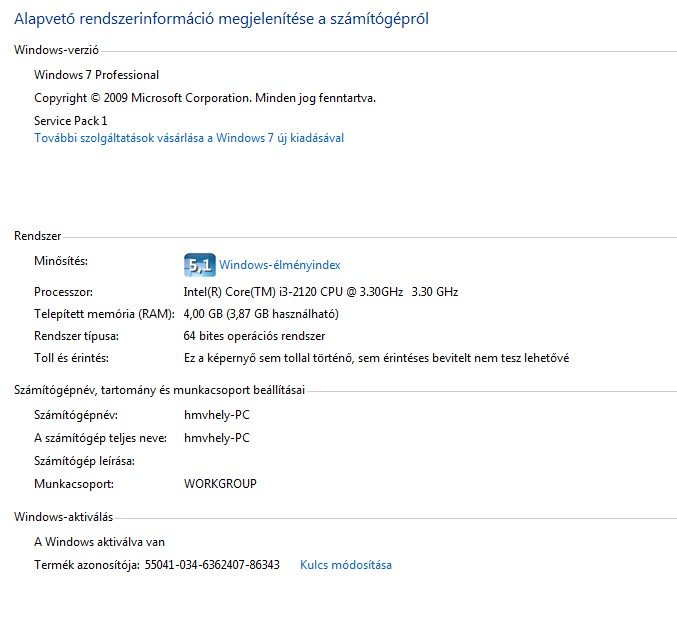 Alapvető rendszerinformáció megjelenítése a számítógépről
Windows-verzió
Windows 7 Professional
Copyright © 2009 Microsoft Corporation. Minden jog fenntartva.
Service Pack 1
További szolgáltatások vásárlása a Windows 7 új kiadásával
Rendszer
Minősítés: 5,1 Windows-élményindex
Processzor: Intel(R) Core(TM) i3-2120 CPU @ 3.30GHz 3.30 GHz
Telepített memória (RAM): 4,00 GB (3,87 GB használható)
Rendszer típusa: 64 bites operációs rendszer
Toll és érintés: Ez a képernyő sem tollal történő, sem érintéses bevitelt nem tesz lehetővé
Számítógépnév, tartomány és munkacsoport beállításai
Számítógépnév: hmvhely-PC
A számítógép teljes neve: hmvhely-PC
Számítógép leírása:
Munkacsoport: WORKGROUP
Windows-aktiválás
A Windows aktiválva van
Termék azonosítója: 55041-034-6362407-86343 Kulcs módosítása